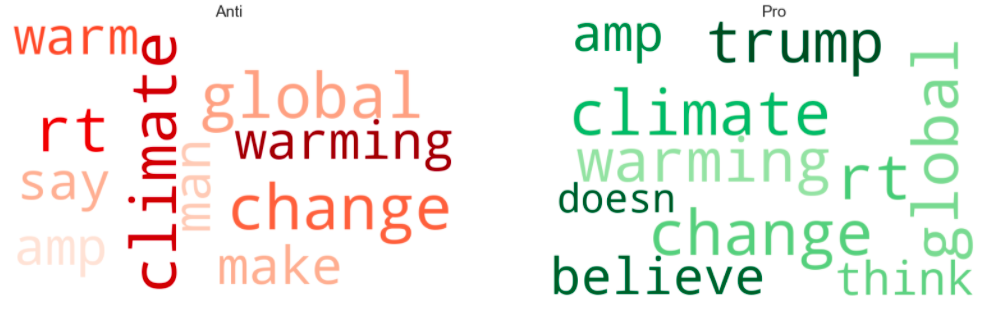 Anti
warm
climate
global
rt
warming
say
man
change
amp
make
Pro
amp
trump
global
climate
warming
rt
doesn
change
believe
think